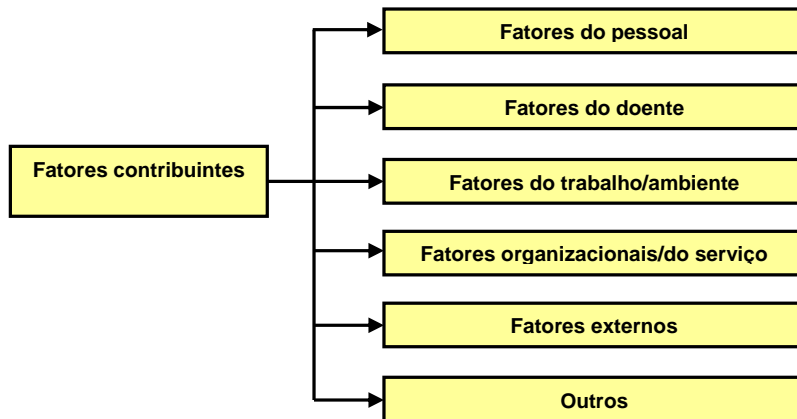 Fatores do pessoal
Fatores do doente
Fatores contribuintes
Fatores do trabalho/ambiente
Fatores organizacionais/do serviço
Fatores externos
Outros